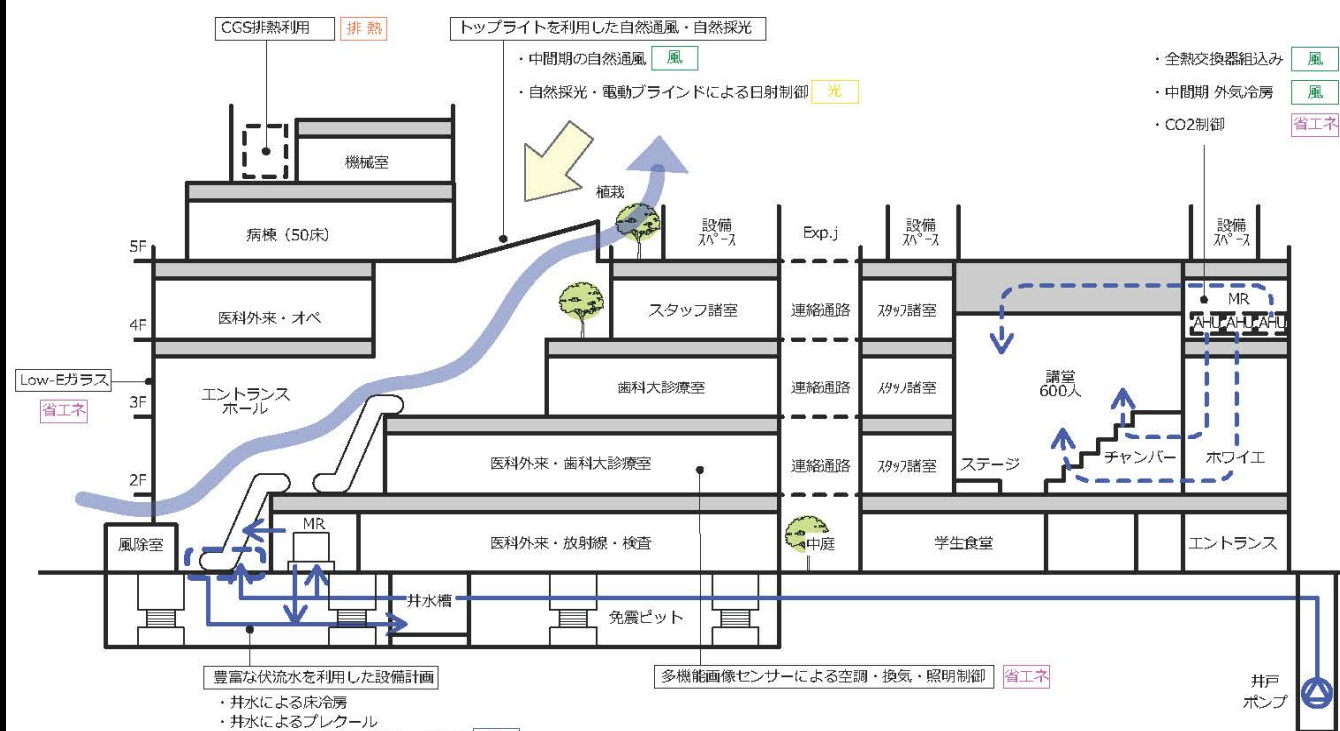 CGS排熱利用 排 熱
トップライトを利用した自然通風・自然採光
・中間期の自然通風 風
・自然採光・電動ブラインドによる日射制御 光
・全熱交換器組込み 風
・中間期 外気冷房 風
・CO2制御 省エネ
機械室
植栽
病棟（50床）
設備
スペース
Exp.j
設備
スペース
設備
スペース
5F
医科外来・オペ
スタッフ諸室
連絡通路
スタッフ諸室
MR
AHU AHU AHU
4F
Low-Eガラス
省エネ
エントランス
ホール
歯科大診療室
連絡通路
スタッフ諸室
講堂
600人
3F
医科外来・歯科大診療室
連絡通路
スタッフ諸室
ステージ
チャンバー
ホワイエ
2F
風除室
MR
医科外来・放射線・検査
中庭
学生食堂
エントランス
井水槽
免震ピット
豊富な伏流水を利用した設備計画
・井水による床冷房
・井水によるプレクール
多機能画像センサーによる空調・換気・照明制御 省エネ
井戸
ポンプ